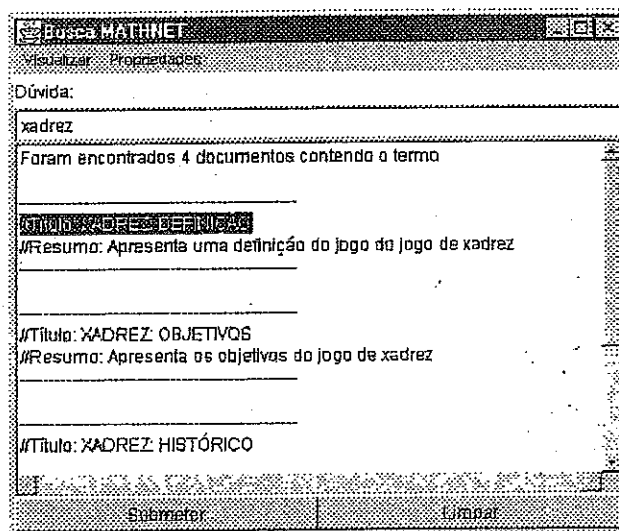 Busca MATHNET
Visualizar Propriedades
Dúvida:
xadrez
Foram encontrados 4 documentos contendo o termo
//Título: XADREZ: DEFINIÇÃO
//Resumo: Apresenta uma definição do jogo do jogo de xadrez
//Título: XADREZ: OBJETIVOS
//Resumo: Apresenta os objetivos do jogo de xadrez
//Título: XADREZ: HISTÓRICO
Submeter Limpar